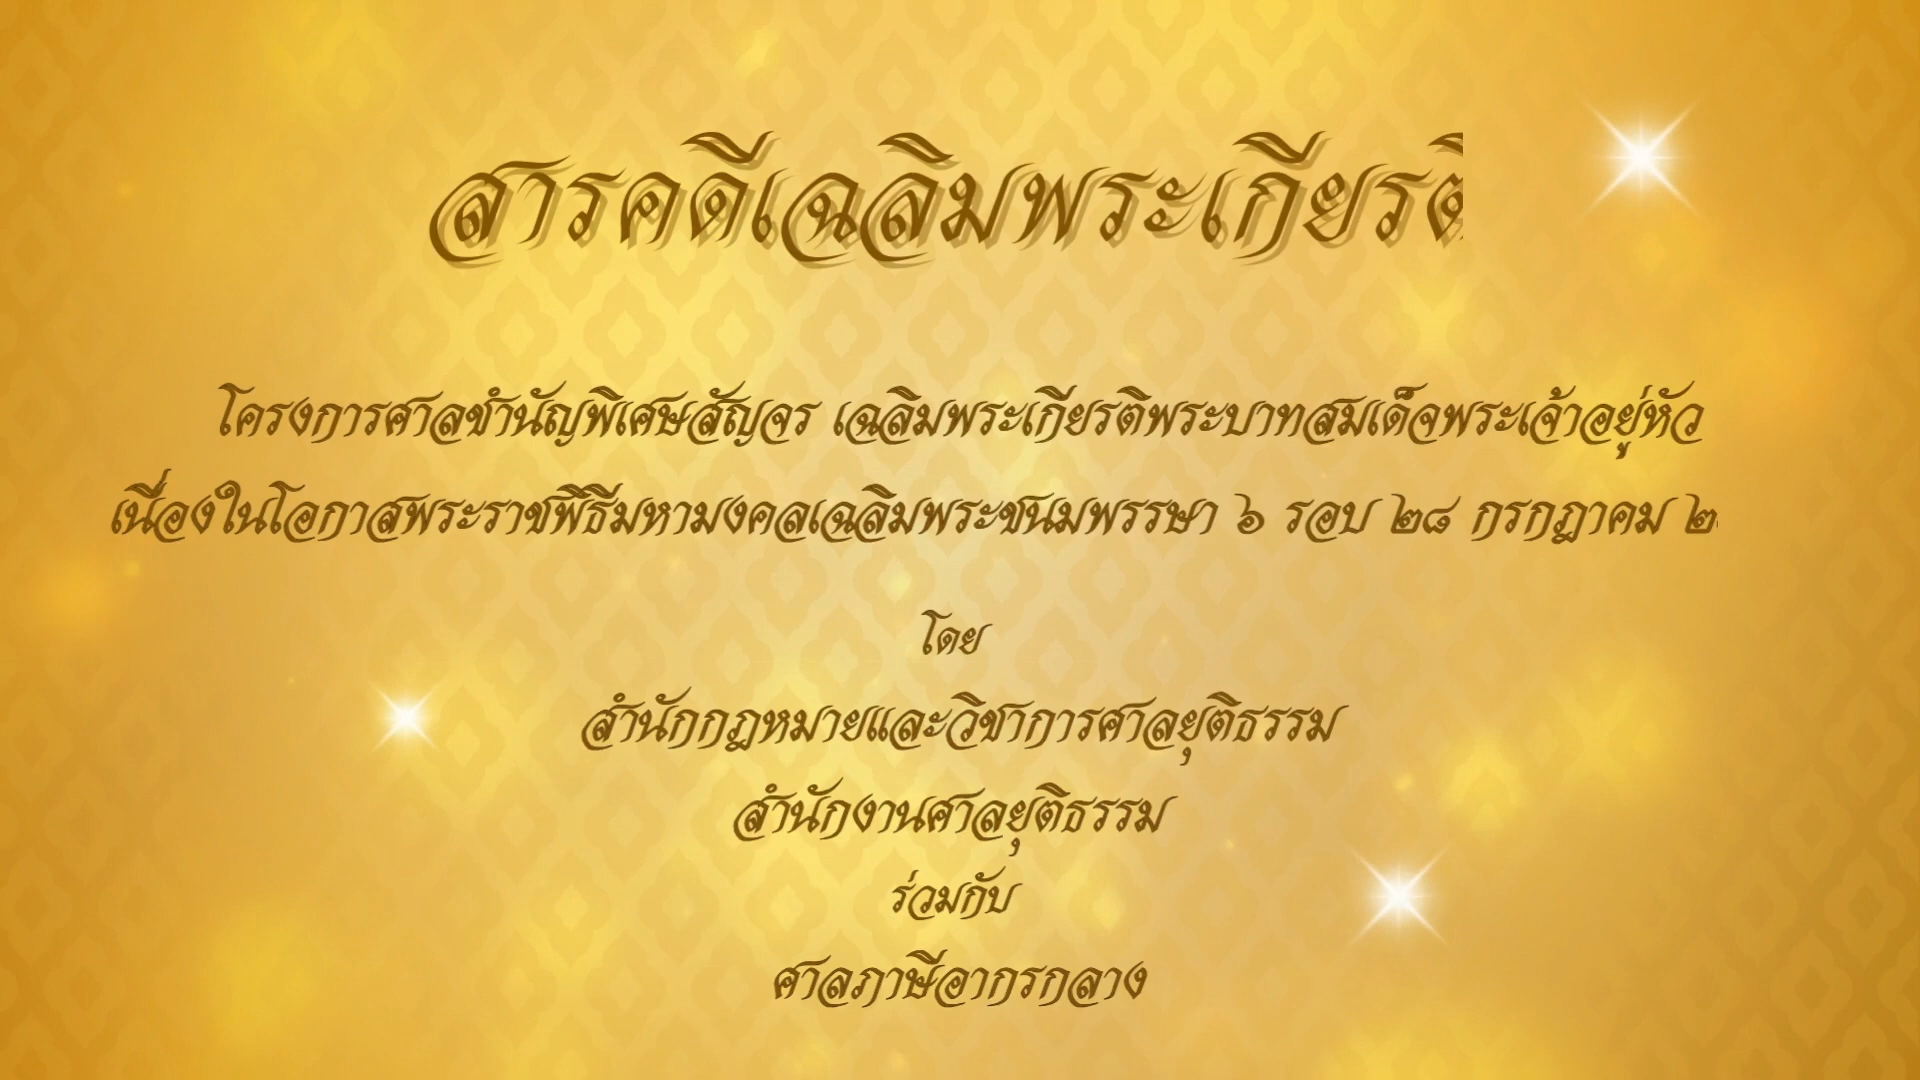 สารคดีเฉลิมพระเกียรติ
โครงการศาลชำนัญพิเศษสัญจร เฉลิมพระเกียรติพระบาทสมเด็จพระเจ้าอยู่หัว
เนื่องในโอกาสพระราชพิธีมหามงคลเฉลิมพระชนมพรรษา ๖ รอบ ๒๘ กรกฎาคม ๒
โดย
สำนักกฎหมายและวิชาการศาลยุติธรรม
สำนักงานศาลยุติธรรม
ร่วมกับ
ศาลภาษีอากรกลาง